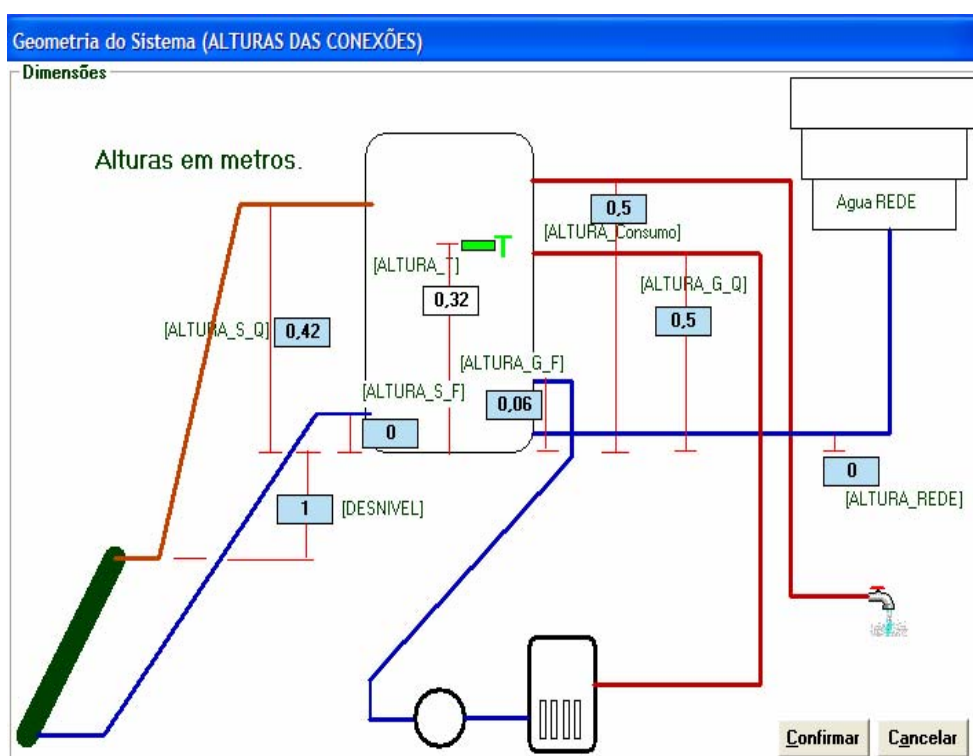 Geometria do Sistema (ALTURAS DAS CONEXÕES)
Dimensões
Alturas em metros.
Agua REDE
0,5
[ALTURA_Consumo]
T
[ALTURA_T]
0,32
[ALTURA_G_Q]
0,5
[ALTURA_S_Q]
0,42
[ALTURA_G_F]
0,06
[ALTURA_S_F]
0
0
[ALTURA_REDE]
1
[DESNIVEL]
Confirmar
Cancelar